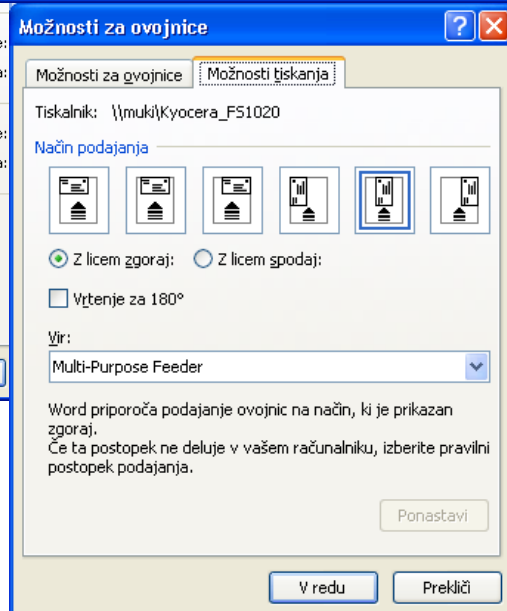 Možnosti za ovojnice
Možnosti za ovojnice Možnosti tiskanja
Tiskalnik: \\muki\Kyocera_FS1020
Način podajanja
Z licem zgoraj: Z licem spodaj:
Vrtenje za 180°
Vir:
Multi-Purpose Feeder
Word priporoča podajanje ovojnic na način, ki je prikazan
zgoraj.
Če ta postopek ne deluje v vašem računalniku, izberite pravilni
postopek podajanja.
Ponastavi
V redu Prekliči